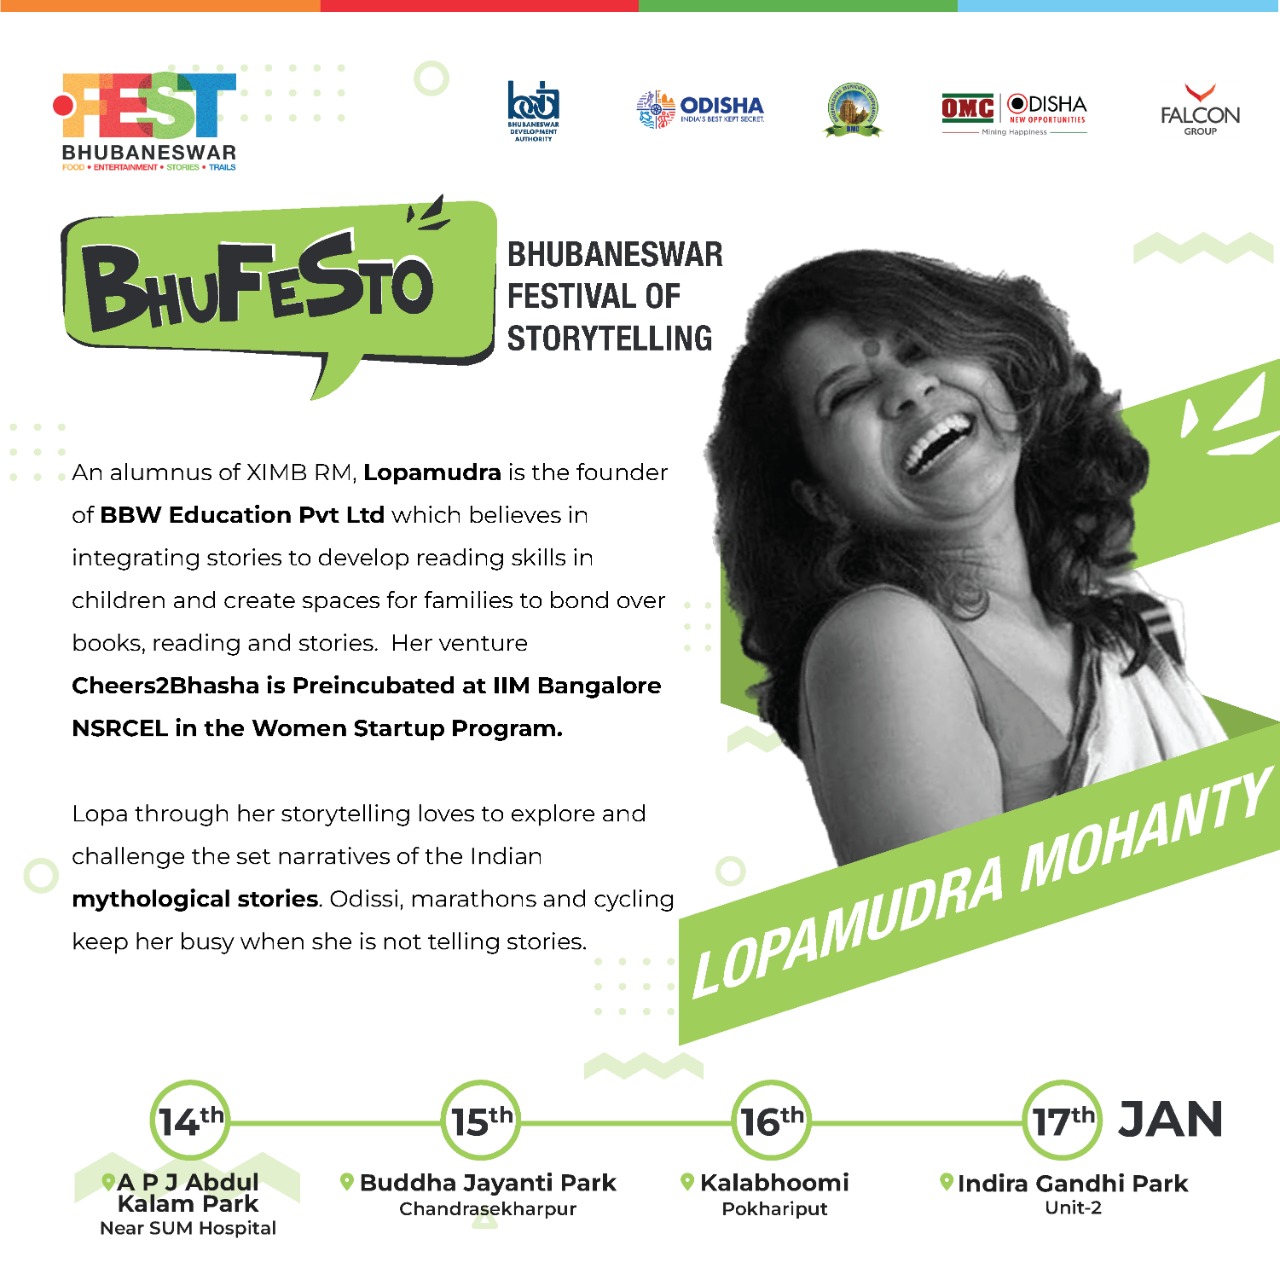 FEST
BHUBANESWAR
FOOD • ENTERTAINMENT • STORIES • TRAILS
bda
BHUBANESWAR
DEVELOPMENT
AUTHORITY
ODISHA
INDIA'S BEST KEPT SECRET.
BMC
OMC
ODISHA
NEW OPPORTUNITIES
Mining Happiness
FALCON
GROUP
BHUFESTO
BHUBANESWAR
FESTIVAL OF
STORYTELLING
An alumnus of XIMB RM, Lopamudra is the founder
of BBW Education Pvt Ltd which believes in
integrating stories to develop reading skills in
children and create spaces for families to bond over
books, reading and stories. Her venture
Cheers2Bhasha is Preincubated at IIM Bangalore
NSRCEL in the Women Startup Program.
Lopa through her storytelling loves to explore and
challenge the set narratives of the Indian
mythological stories. Odissi, marathons and cycling
keep her busy when she is not telling stories.
LOPAMUDRA MOHANTY
14th 15th 16th 17th JAN
A P J Abdul
Kalam Park
Near SUM Hospital
Buddha Jayanti Park
Chandrasekharpur
Kalabhoomi
Pokhariput
Indira Gandhi Park
Unit-2